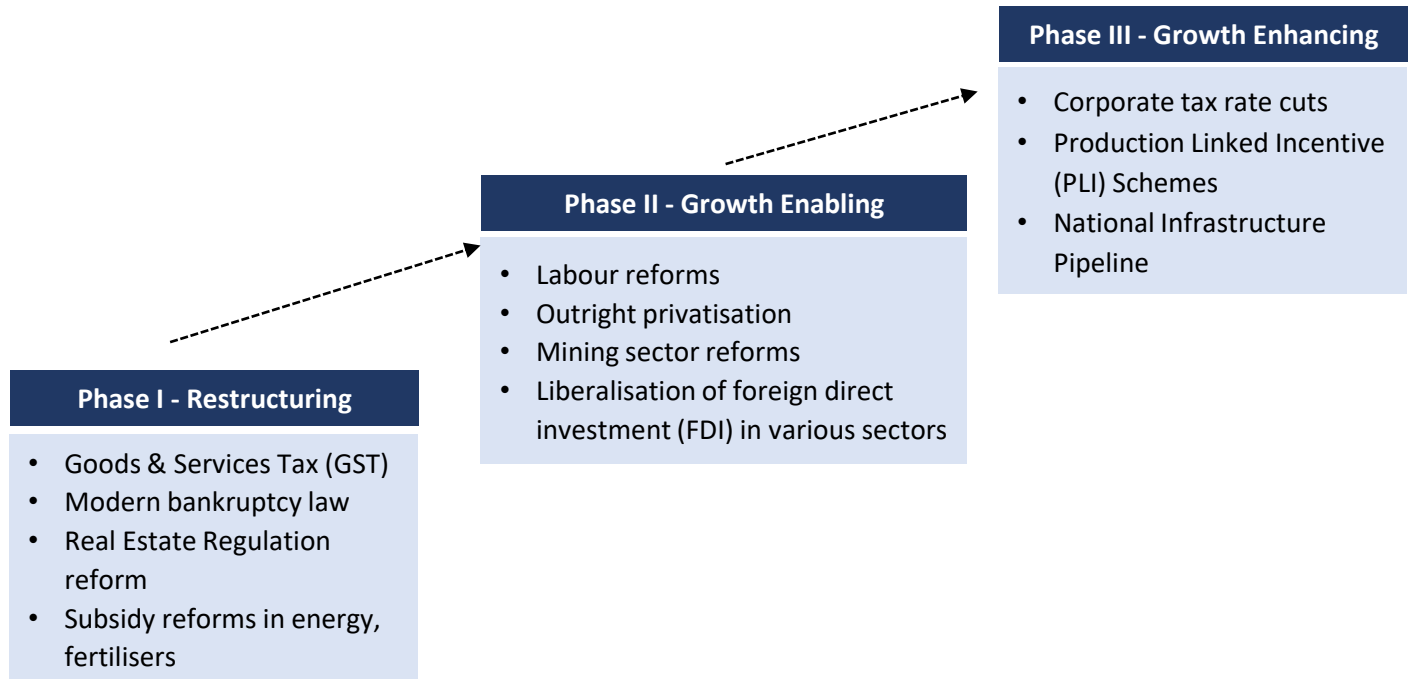 Phase III - Growth Enhancing
• Corporate tax rate cuts
• Production Linked Incentive
(PLI) Schemes
• National Infrastructure
Pipeline
Phase II - Growth Enabling
• Labour reforms
• Outright privatisation
• Mining sector reforms
• Liberalisation of foreign direct
investment (FDI) in various sectors
Phase I - Restructuring
• Goods & Services Tax (GST)
• Modern bankruptcy law
• Real Estate Regulation
reform
• Subsidy reforms in energy,
fertilisers